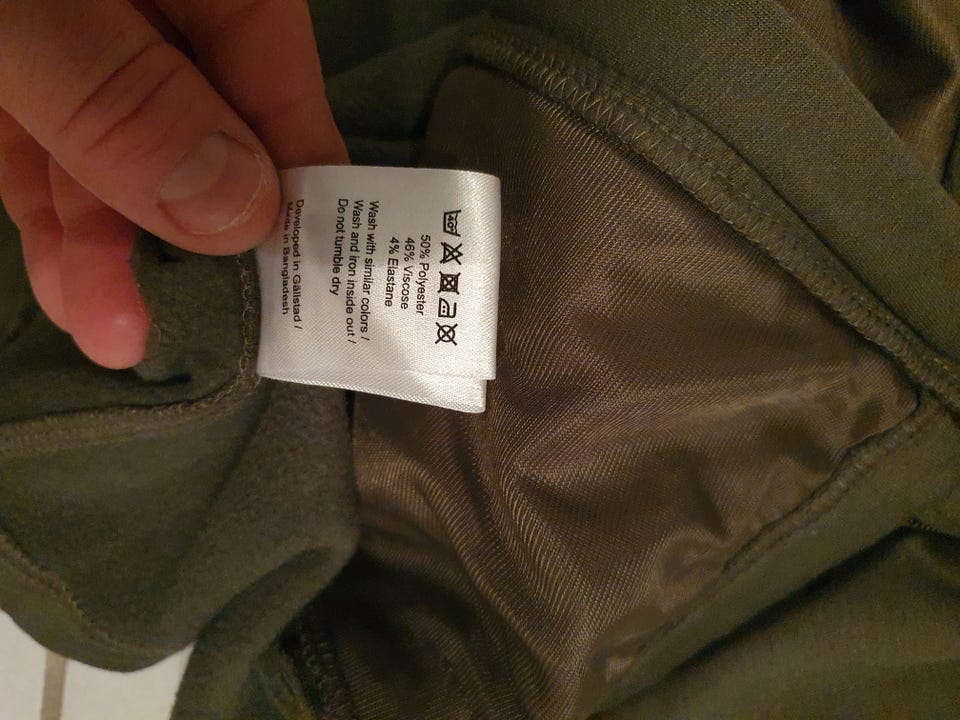 50% Polyester
46% Viscose
4% Elastane
Wash with similar colors /
Wash and iron inside out /
Do not tumble dry
Developed in Gällstad /
Made in Bangladesh